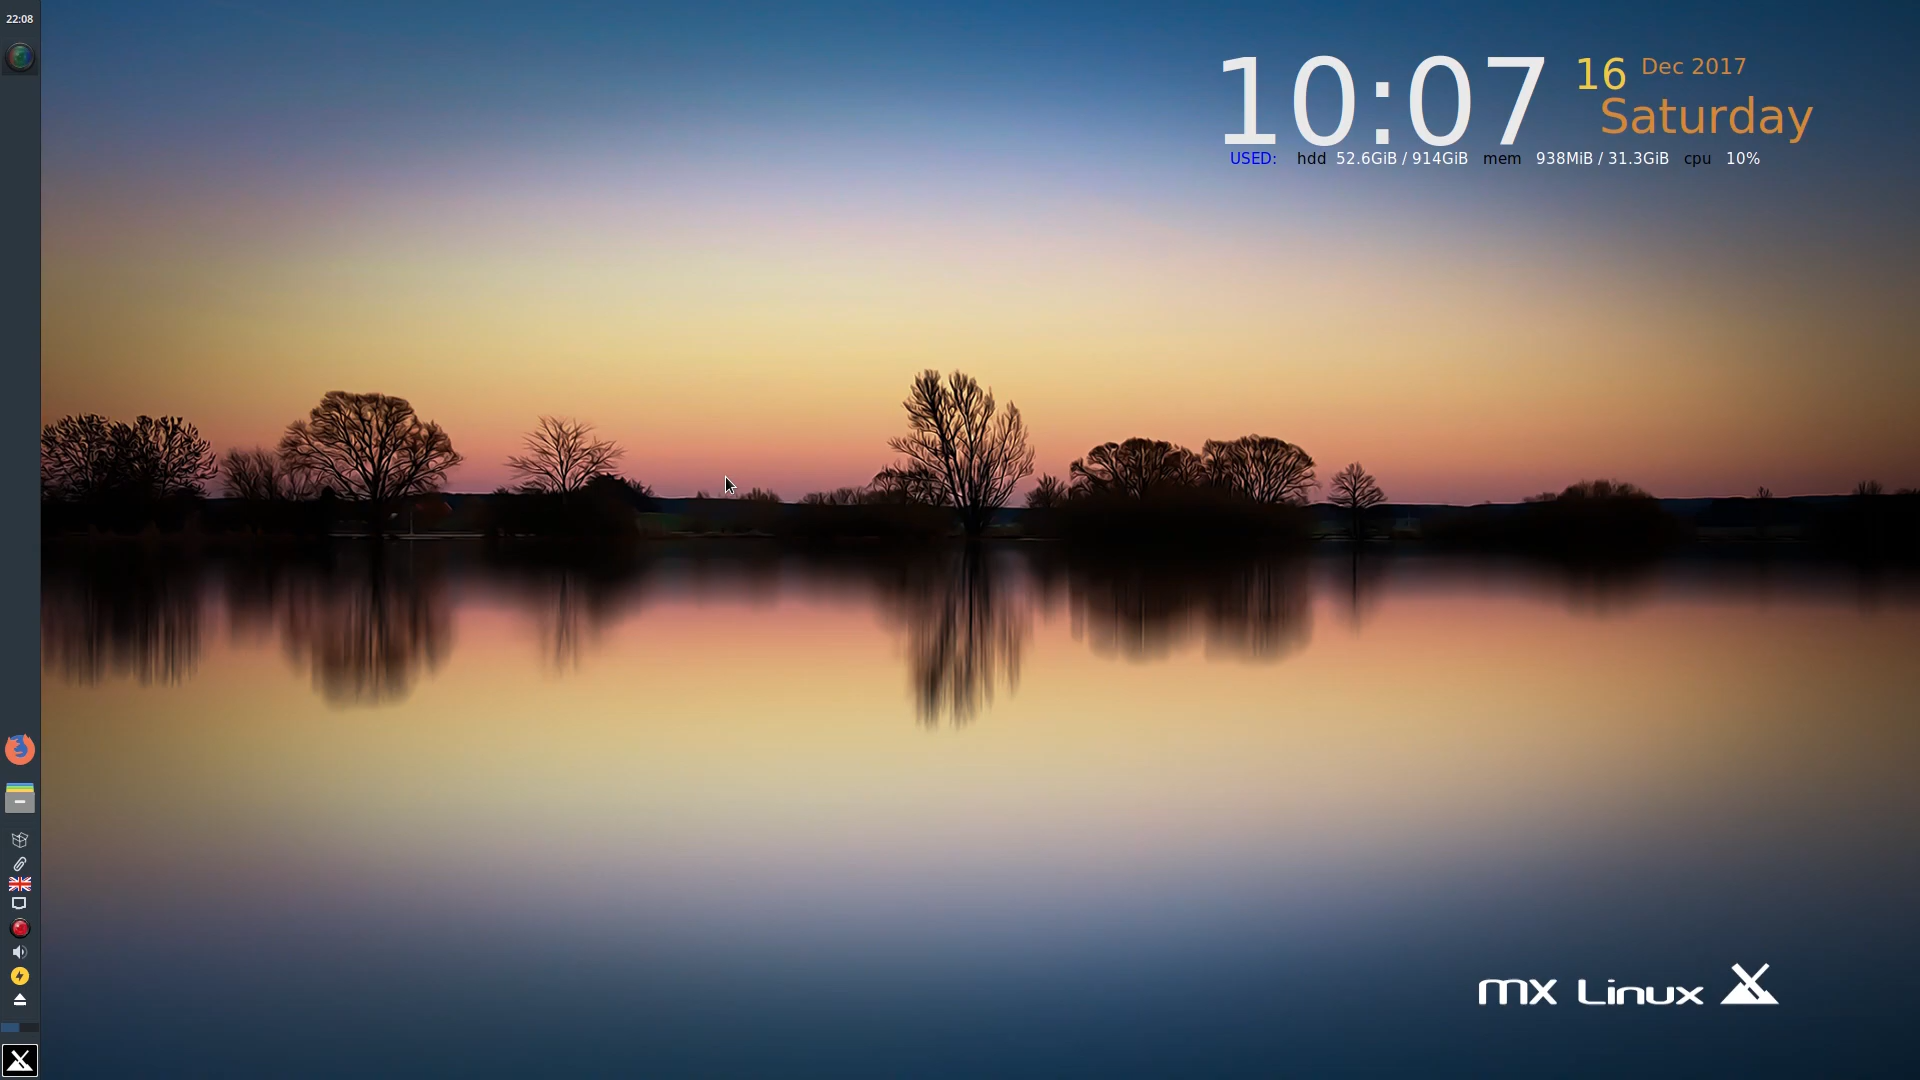 22:08
10:07 16 Dec 2017
Saturday
USED: hdd 52.6GiB / 914GiB mem 938MiB / 31.3GiB cpu 10%
mx Linux